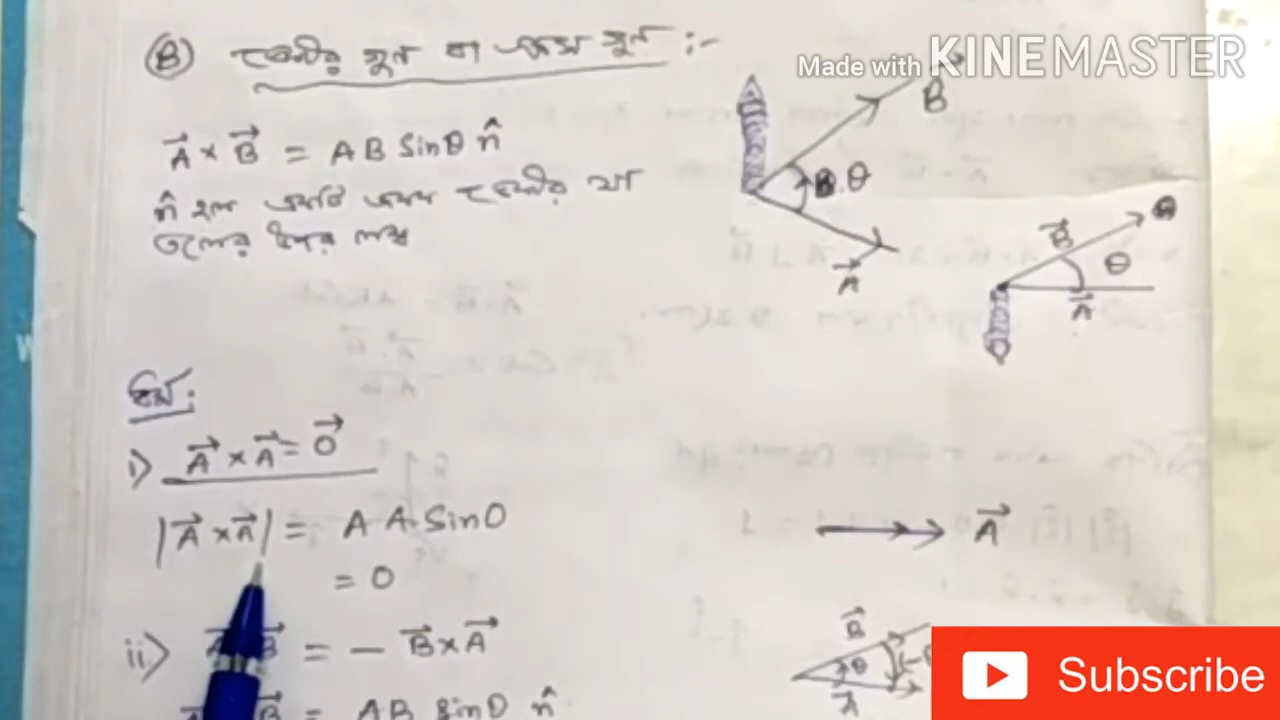 Made with KINEMASTER
B ভেক্টর গুণ বা ক্রস গুণ :-
B
A⃗ × B⃗ = AB Sinθ n̂
θ
n̂ হল একটি একক ভেক্টর যা
তলের উপর লম্ব
A⃗
B⃗
θ
A⃗
ধর্ম:
i) A⃗ × A⃗ = 0⃗
|A⃗ × A⃗| = A A. Sin0
A⃗
= 0
B⃗
ii) = - B⃗ × A⃗
θ
A⃗
AB sinθ n̂
Subscribe